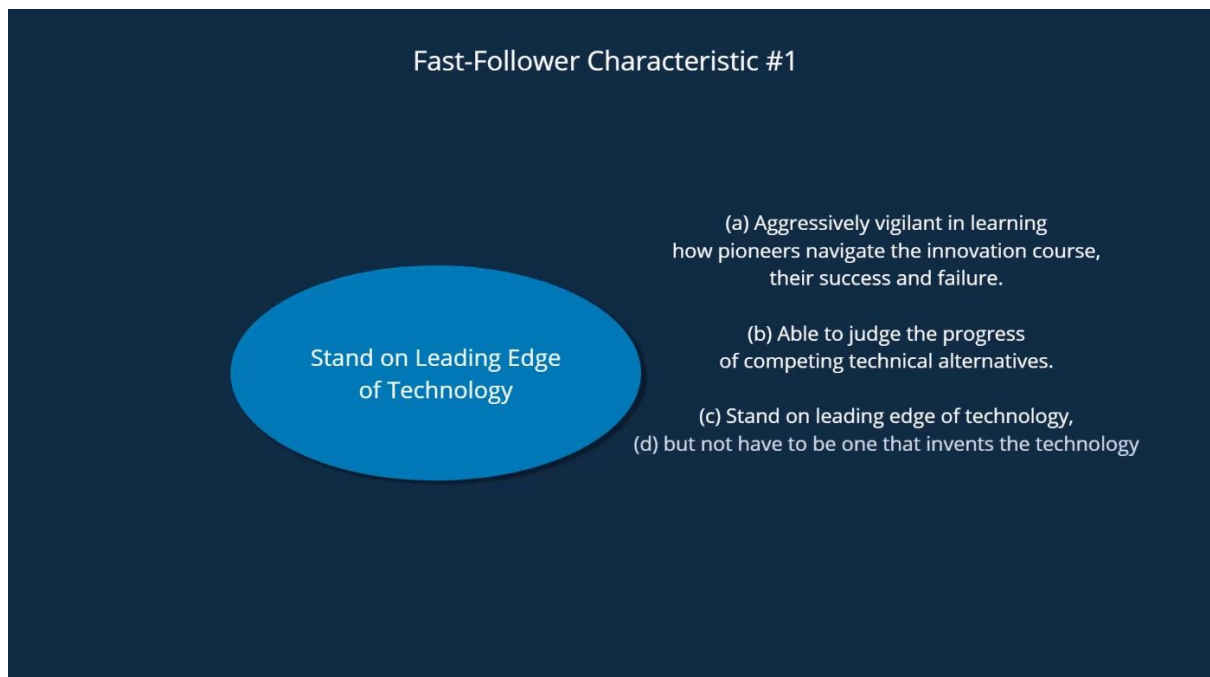 Fast-Follower Characteristic #1
Stand on Leading Edge
of Technology
(a) Aggressively vigilant in learning
how pioneers navigate the innovation course,
their success and failure.
(b) Able to judge the progress
of competing technical alternatives.
(c) Stand on leading edge of technology,
(d) but not have to be one that invents the technology